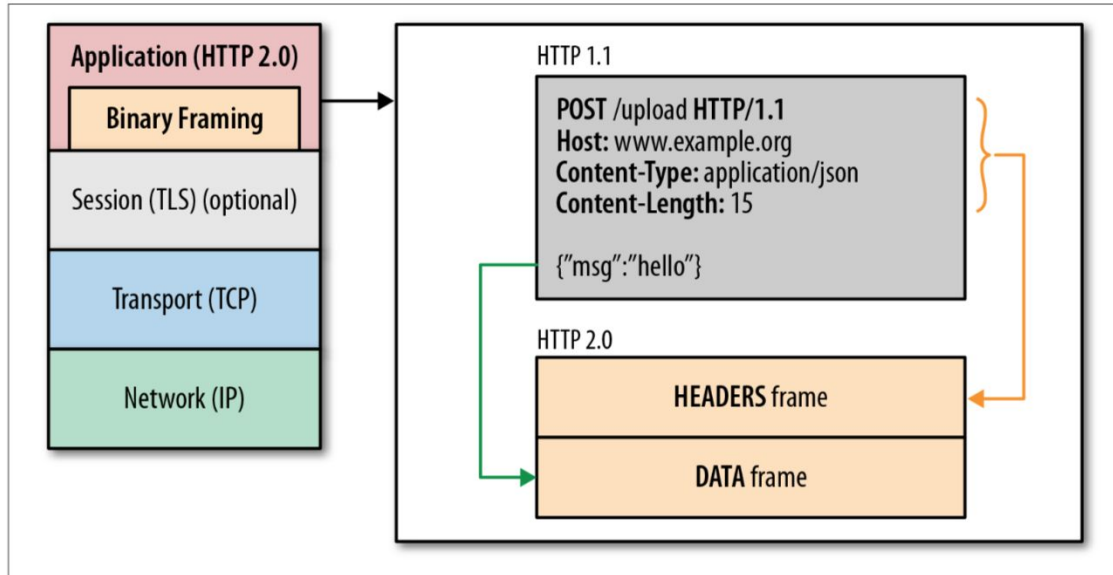 Application (HTTP 2.0)
Binary Framing
Session (TLS) (optional)
Transport (TCP)
Network (IP)
HTTP 1.1
POST /upload HTTP/1.1
Host: www.example.org
Content-Type: application/json
Content-Length: 15
{”msg”:”hello”}
HTTP 2.0
HEADERS frame
DATA frame